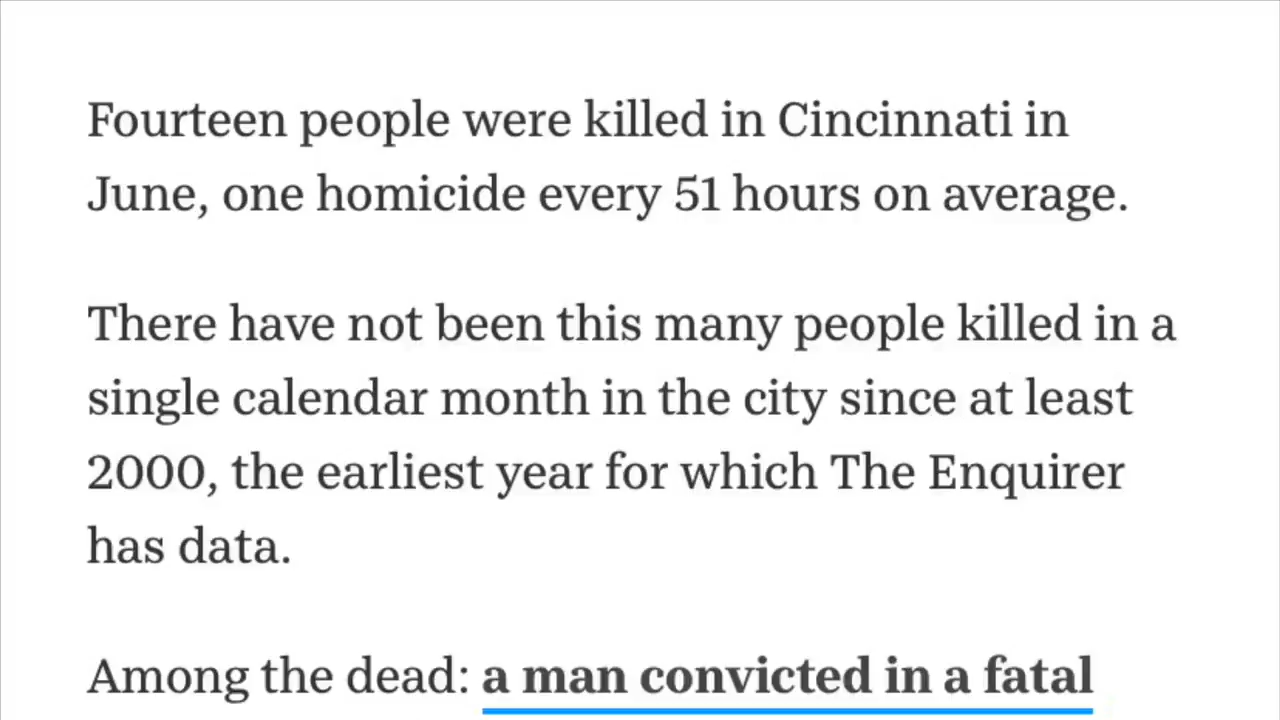 Fourteen people were killed in Cincinnati in
June, one homicide every 51 hours on average.
There have not been this many people killed in a
single calendar month in the city since at least
2000, the earliest year for which The Enquirer
has data.
Among the dead: a man convicted in a fatal